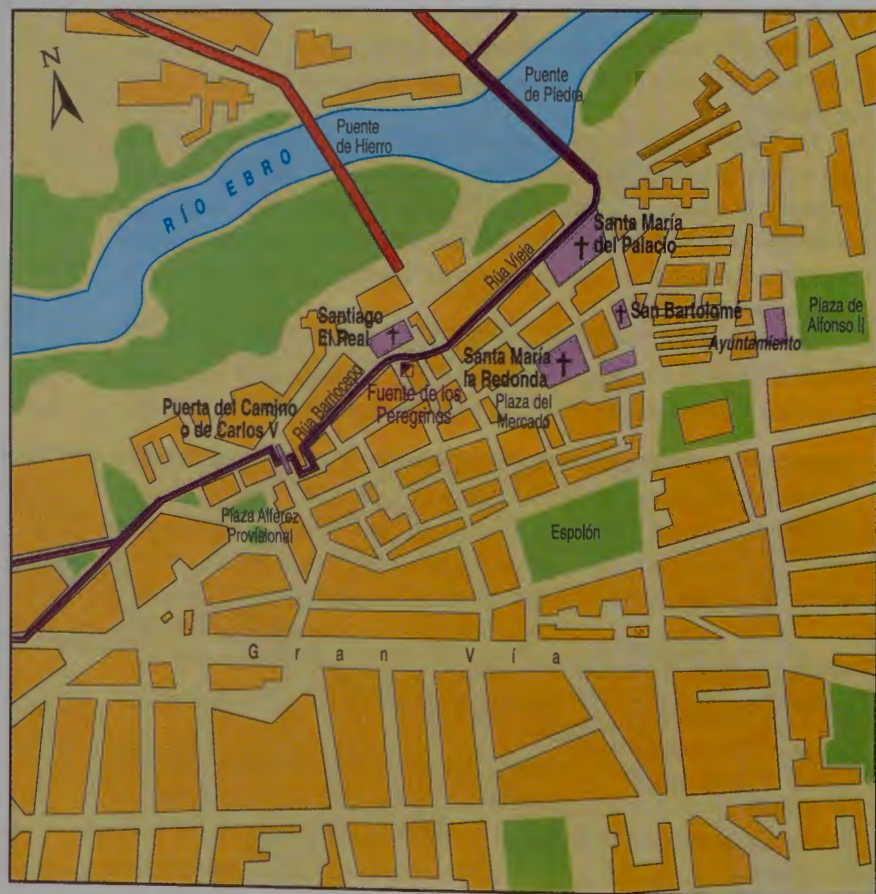 N
Puente
de Piedra
Puente
de Hierro
RÍO EBRO
Santa María
del Palacio
Rúa Vieja
Santiago
El Real
San Bartolomé
Plaza de
Alfonso II
Ayuntamiento
Santa María
la Redonda
Plaza del
Mercado
Fuente de los
Peregrinos
Rúa Barriocepo
Puerta del Camino
o de Carlos V
Plaza Alférez
Provisional
Espolón
Gran Vía